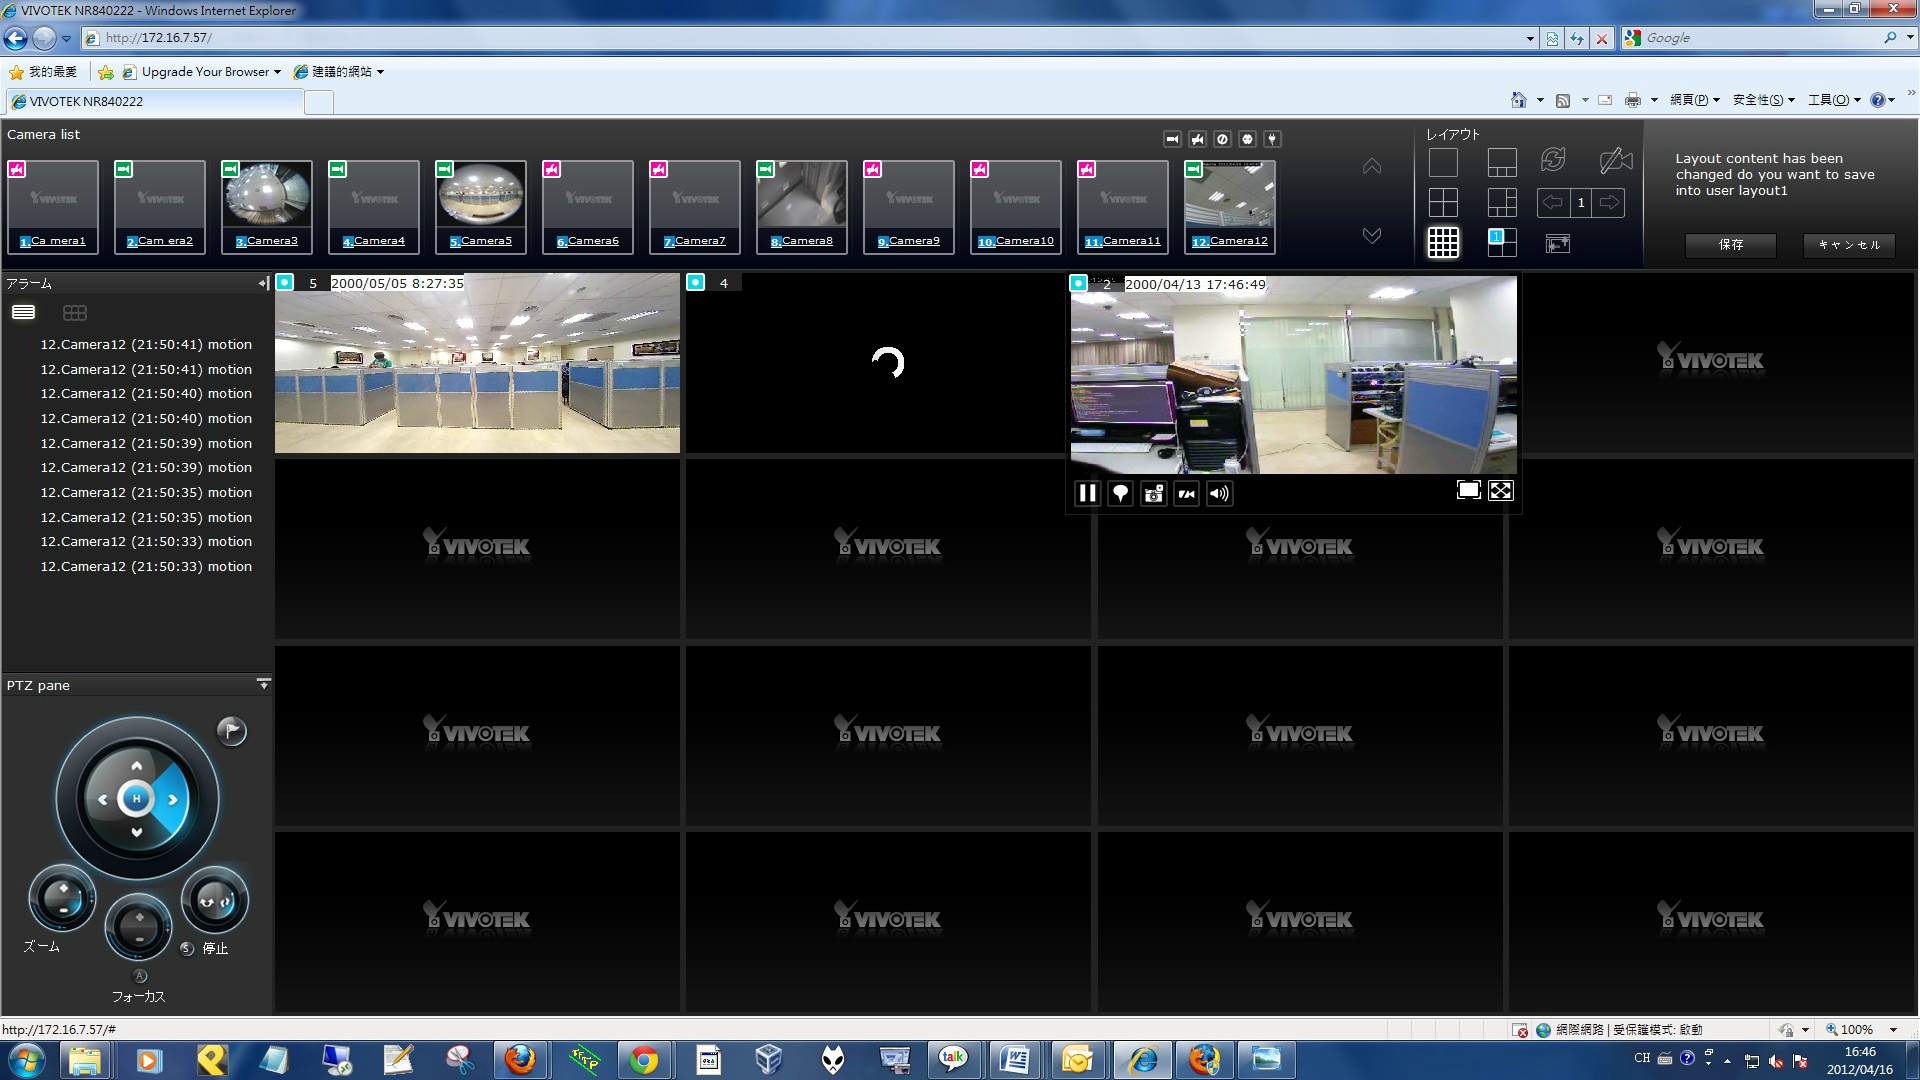 VIVOTEK NR840222 - Windows Internet Explorer
http://172.16.7.57/
Google
我的最愛
Upgrade Your Browser
建議的網站
VIVOTEK NR840222
網頁(P)
安全性(S)
工具(O)
Camera list
レイアウト
VIVOTEK
VIVOTEK
VIVOTEK
VIVOTEK
VIVOTEK
VIVOTEK
VIVOTEK
VIVOTEK
1.Ca mera1
2.Cam era2
3.Camera3
4.Camera4
5.Camera5
6.Camera6
7.Camera7
8.Camera8
9.Camera9
10.Camera10
11.Camera11
12.Camera12
1
1
Layout content has been
changed do you want to save
into user layout1
保存
キャンセル
アラーム
12.Camera12 (21:50:41) motion
12.Camera12 (21:50:41) motion
12.Camera12 (21:50:40) motion
12.Camera12 (21:50:40) motion
12.Camera12 (21:50:39) motion
12.Camera12 (21:50:39) motion
12.Camera12 (21:50:35) motion
12.Camera12 (21:50:35) motion
12.Camera12 (21:50:33) motion
12.Camera12 (21:50:33) motion
5 2000/05/05 8:27:35
4
2 2000/04/13 17:46:49
VIVOTEK
VIVOTEK
VIVOTEK
VIVOTEK
VIVOTEK
VIVOTEK
VIVOTEK
VIVOTEK
VIVOTEK
VIVOTEK
VIVOTEK
VIVOTEK
VIVOTEK
PTZ pane
H
ズーム
S 停止
A
フォーカス
http://172.16.7.57/#
網際網路 | 受保護模式: 啟動
100%
talk
CH
16:46
2012/04/16